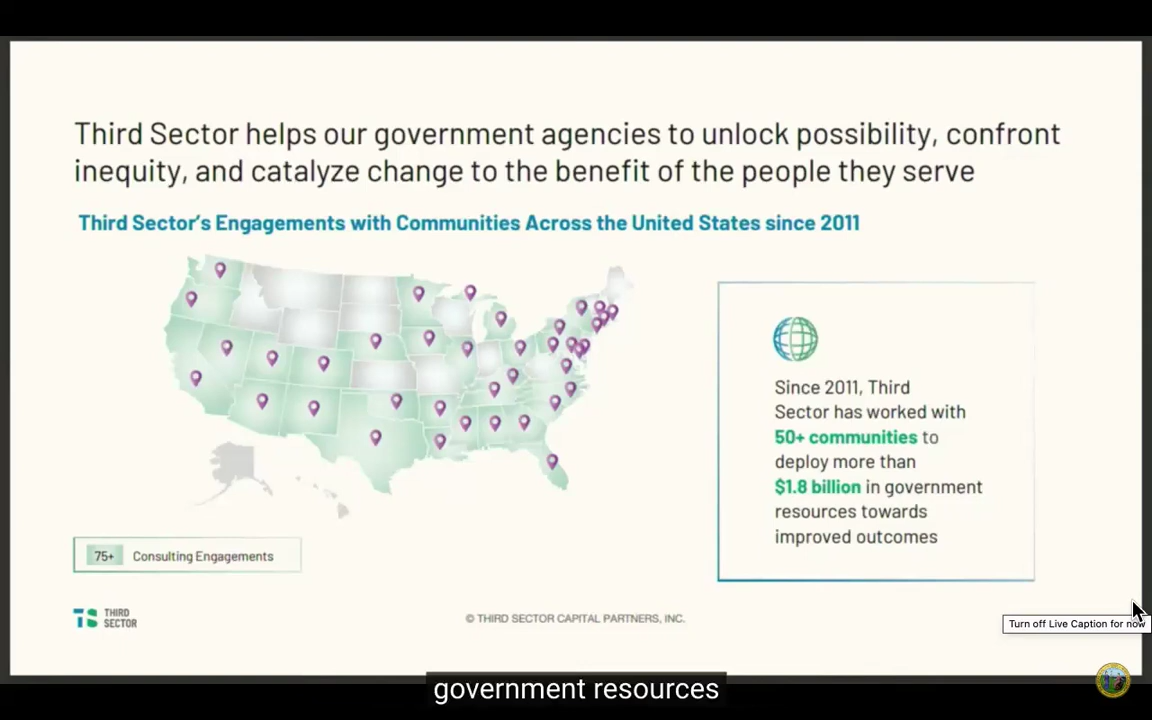 Third Sector helps our government agencies to unlock possibility, confront
inequity, and catalyze change to the benefit of the people they serve
Third Sector's Engagements with Communities Across the United States since 2011
Since 2011, Third
Sector has worked with
50+ communities to
deploy more than
$1.8 billion in government
resources towards
improved outcomes
75+ Consulting Engagements
TS THIRD
SECTOR
© THIRD SECTOR CAPITAL PARTNERS, INC.
Turn off Live Caption for now
government resources